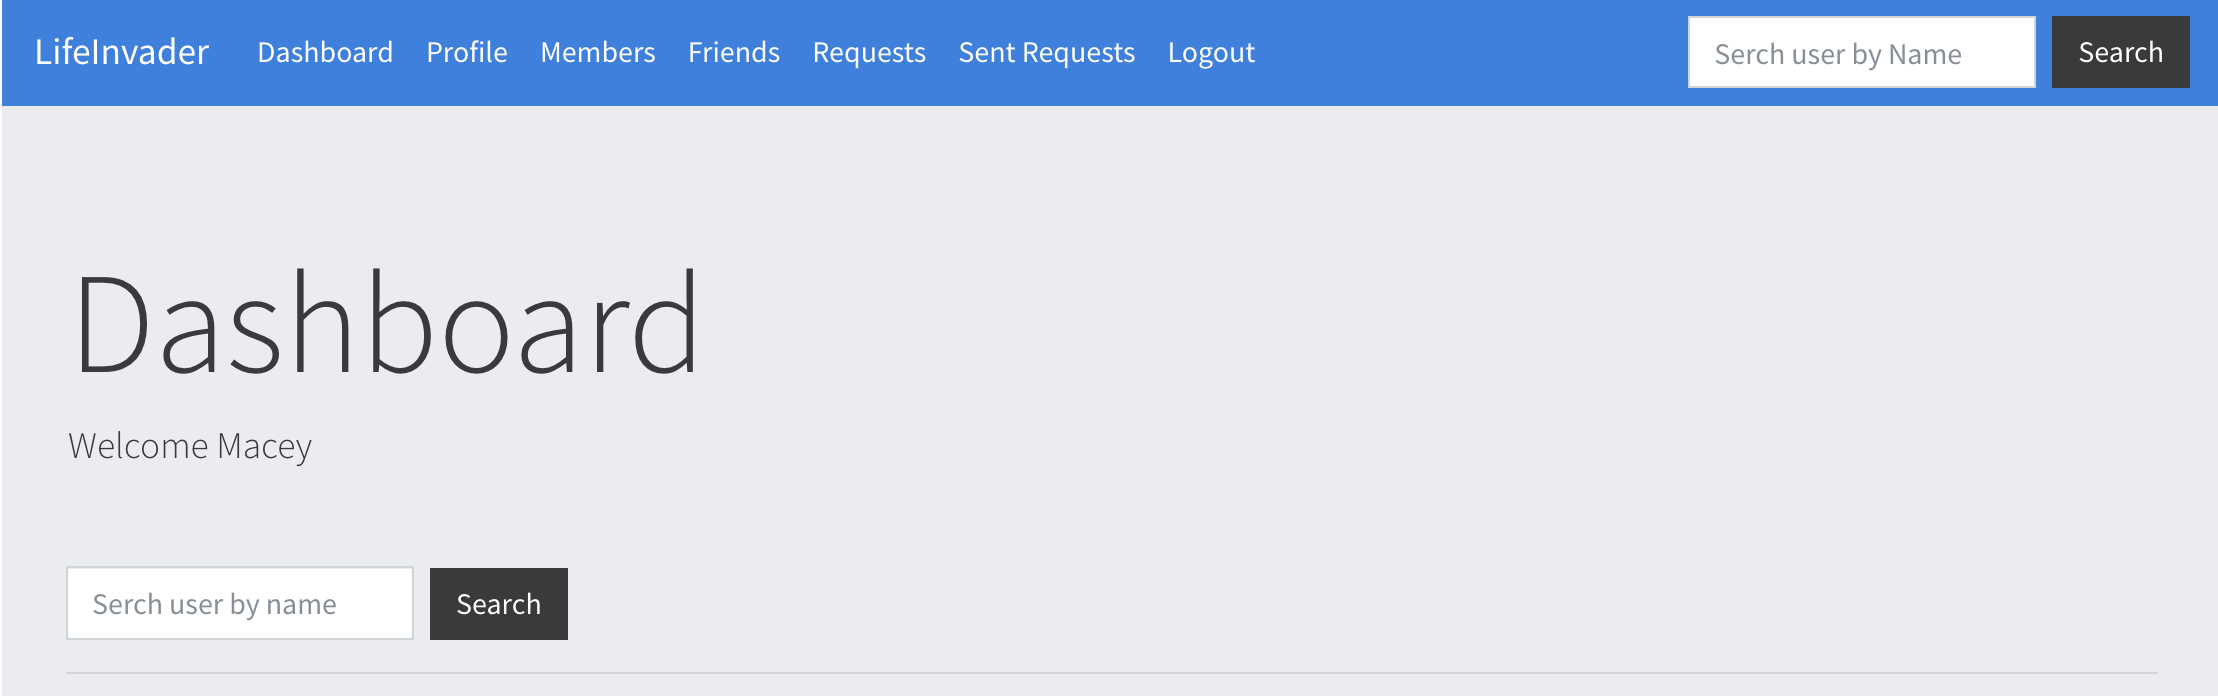 LifeInvader Dashboard Profile Members Friends Requests Sent Requests Logout Serch user by Name Search
Dashboard
Welcome Macey
Serch user by name Search